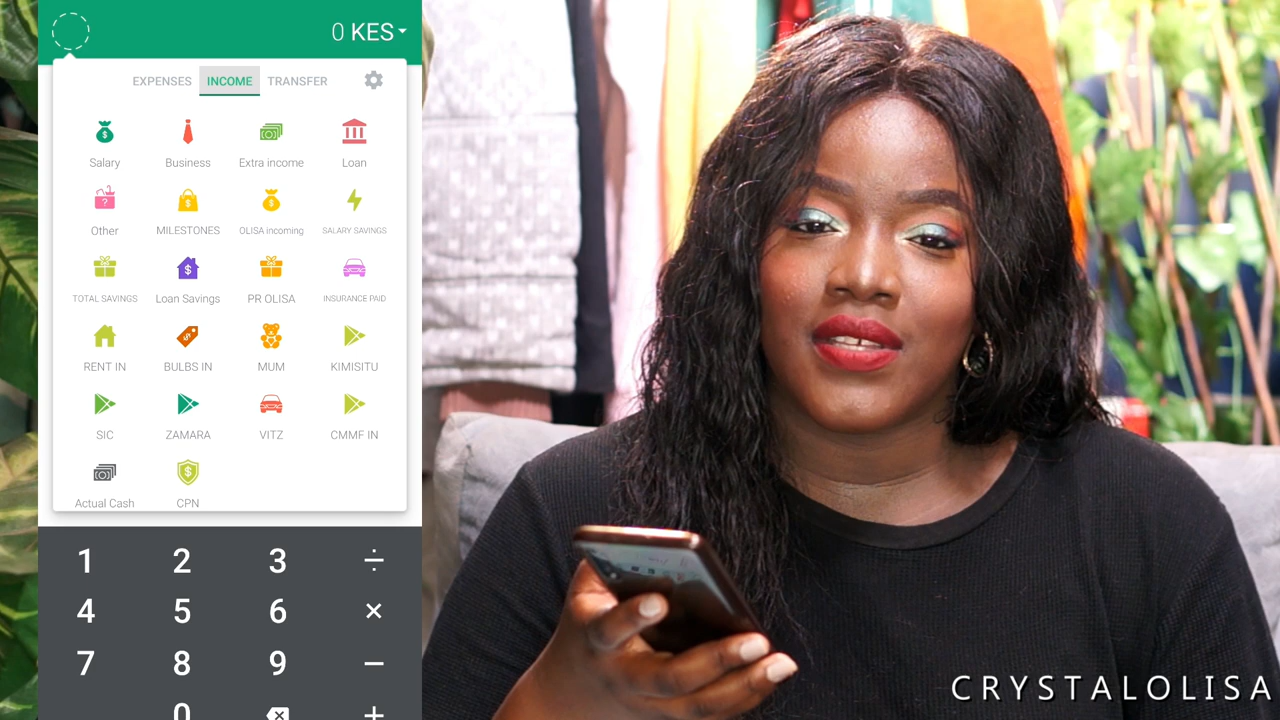 0 KES
EXPENSES INCOME TRANSFER
Salary Business Extra income Loan
Other MILESTONES OLISA incoming SALARY SAVINGS
TOTAL SAVINGS Loan Savings PR OLISA INSURANCE PAID
RENT IN BULBS IN MUM KIMISITU
SIC ZAMARA VITZ CMMF IN
Actual Cash CPN
1 2 3 ÷
4 5 6 ×
7 8 9 −
0 +
CRYSTALOLISA